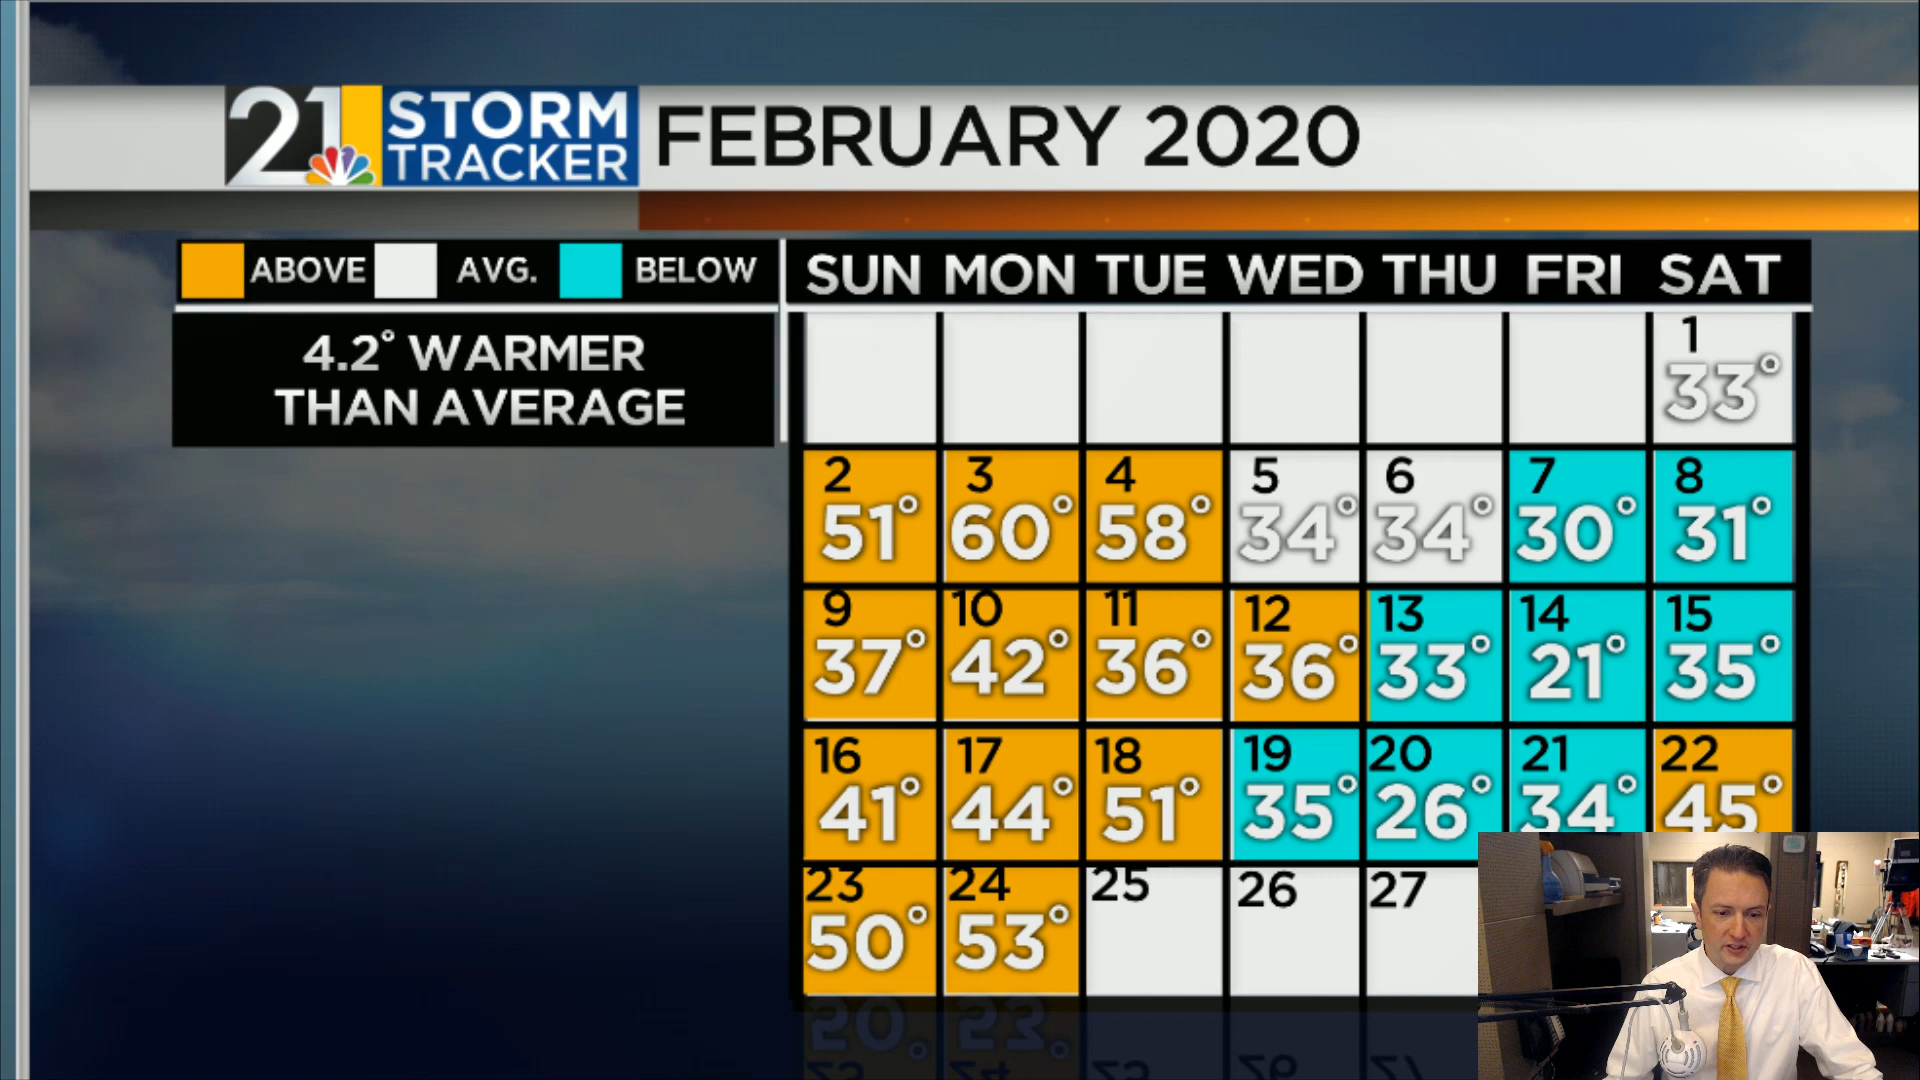 21 STORM TRACKER FEBRUARY 2020
ABOVE AVG. BELOW
SUN MON TUE WED THU FRI SAT
4.2° WARMER
THAN AVERAGE
1
33°
2 3 4 5 6 7 8
51° 60° 58° 34° 34° 30° 31°
9 10 11 12 13 14 15
37° 42° 36° 36° 33° 21° 35°
16 17 18 19 20 21 22
41° 44° 51° 35° 26° 34° 45°
23 24 25 26 27
50° 53°